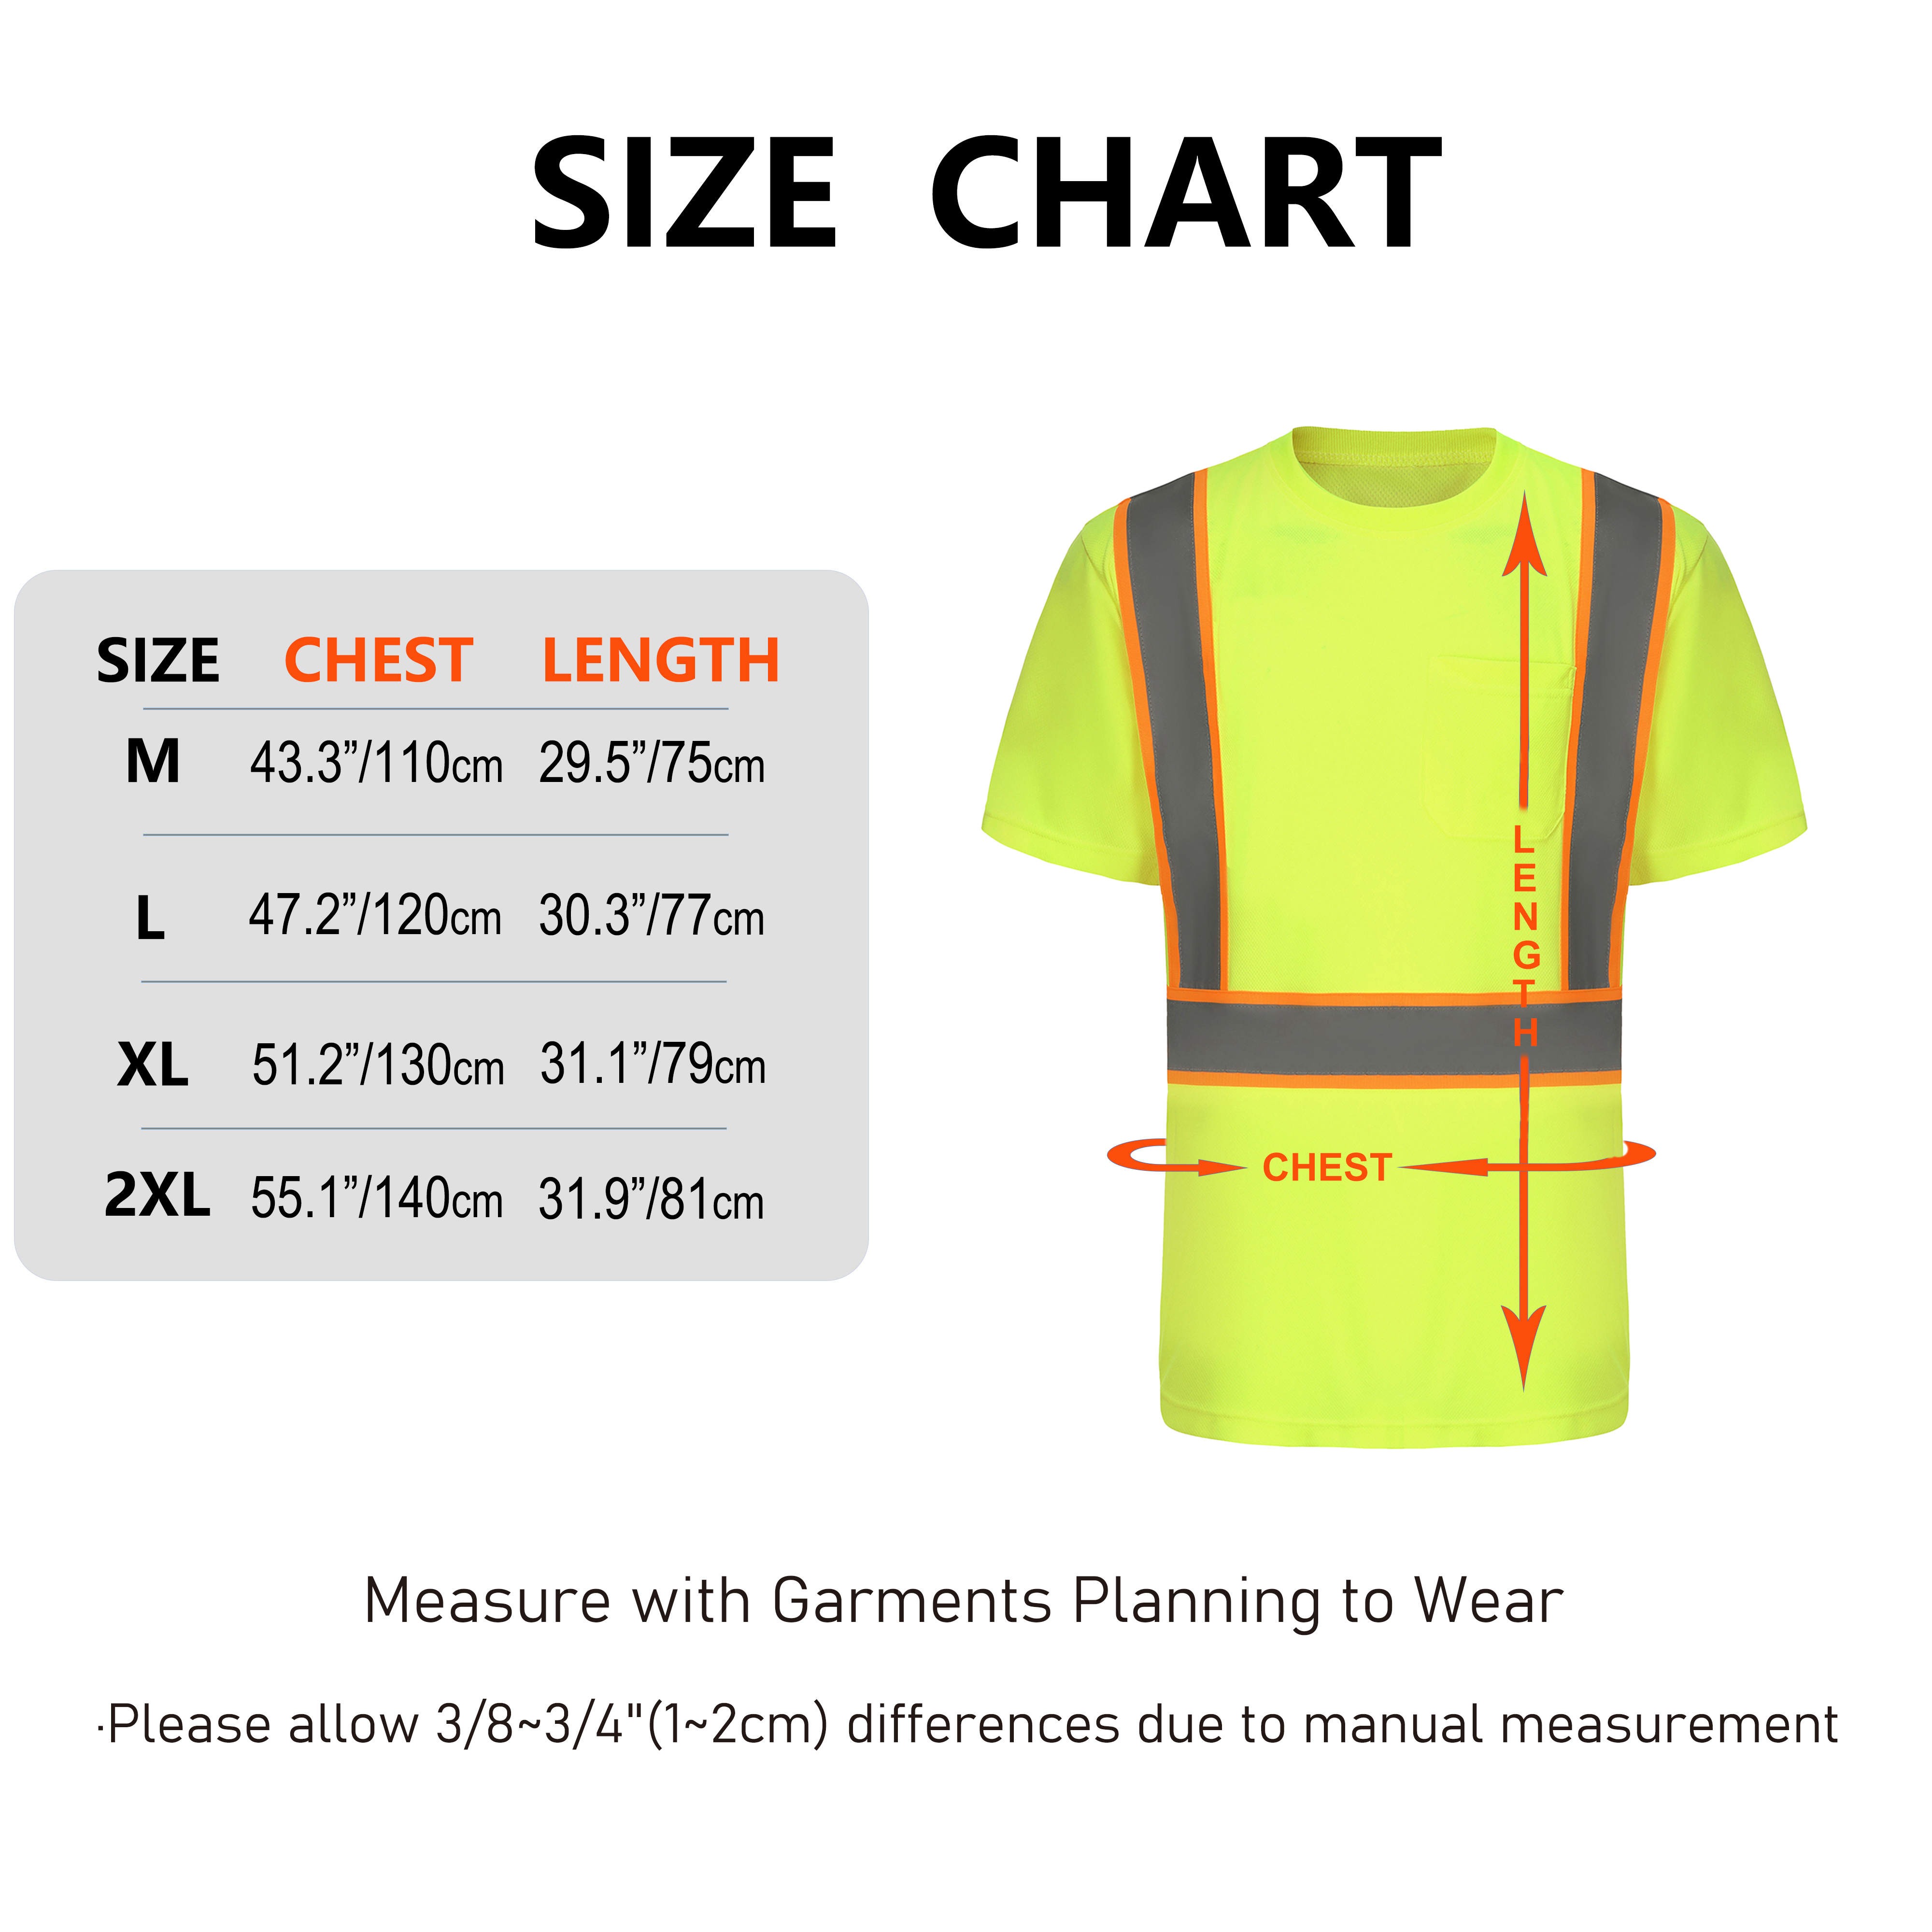 SIZE CHART
SIZE CHEST LENGTH
M 43.3”/110cm 29.5”/75cm
L 47.2”/120cm 30.3”/77cm
XL 51.2”/130cm 31.1”/79cm
2XL 55.1”/140cm 31.9”/81cm
LENGTH
CHEST
Measure with Garments Planning to Wear
·Please allow 3/8~3/4"(1~2cm) differences due to manual measurement